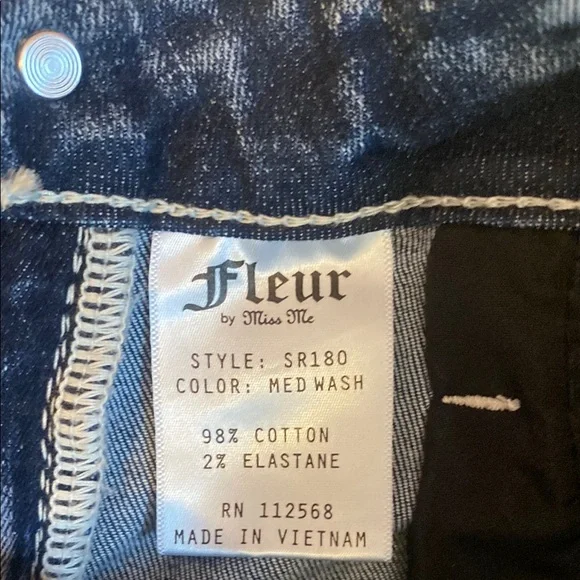 Fleur
by Miss Me
STYLE: SR180
COLOR: MED WASH
98% COTTON
2% ELASTANE
RN 112568
MADE IN VIETNAM